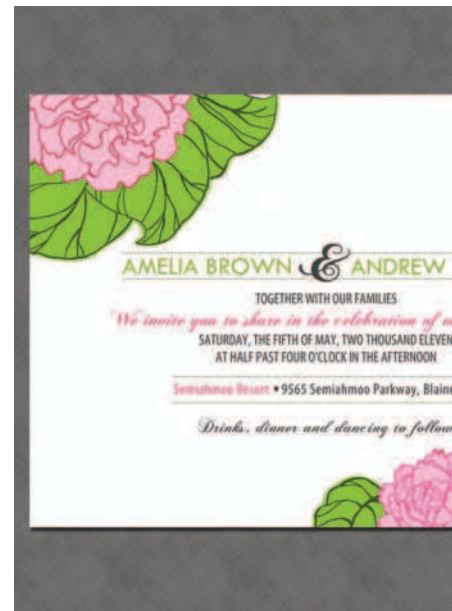 AMELIA BROWN & ANDREW
TOGETHER WITH OUR FAMILIES
We invite you to share in the celebration of
SATURDAY, THE FIFTH OF MAY, TWO THOUSAND ELEVEN
AT HALF PAST FOUR O'CLOCK IN THE AFTERNOON
Semiahmoo Resort • 9565 Semiahmoo Parkway, Blaine
Drinks, dinner and dancing to follow